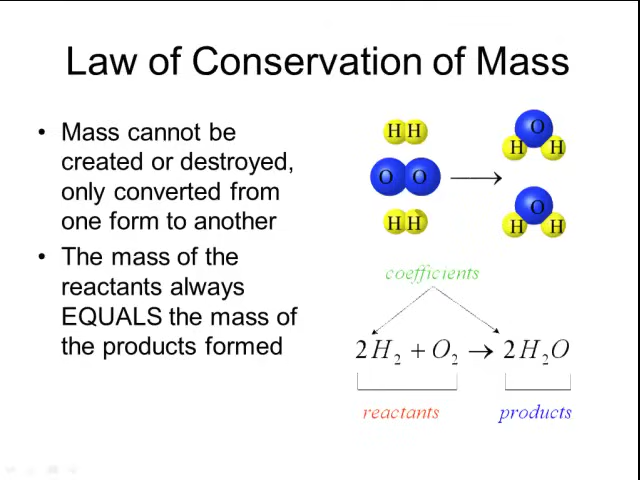 Law of Conservation of Mass
• Mass cannot be
created or destroyed,
only converted from
one form to another
• The mass of the
reactants always
EQUALS the mass of
the products formed
H H
O O
H H
O
H H
O
H H
coefficients
2H₂ + O₂ → 2H₂O
reactants
products